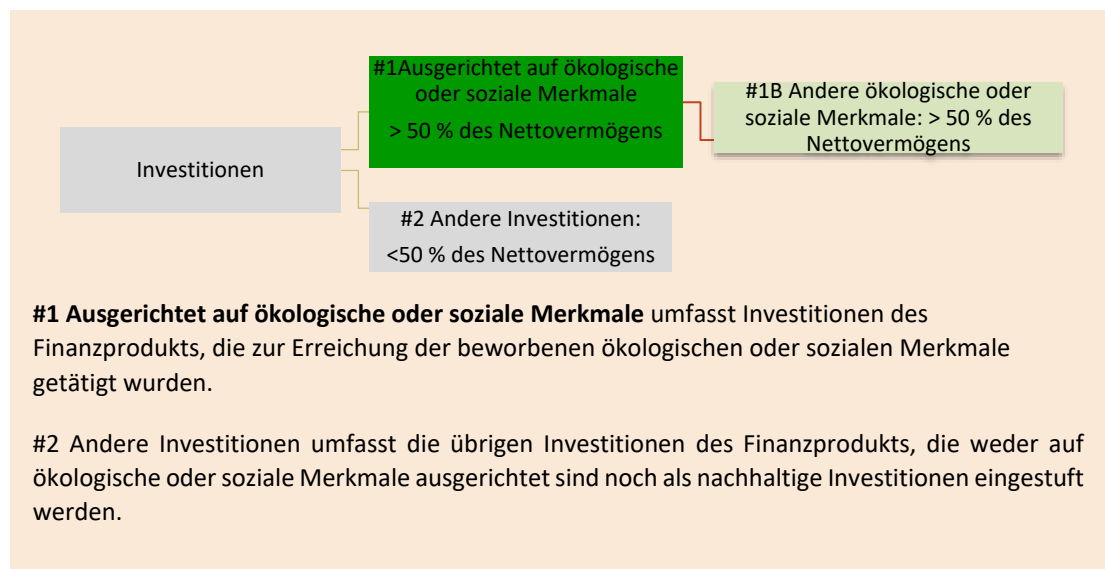 #1Ausgerichtet auf ökologische
oder soziale Merkmale
> 50 % des Nettovermögens
#1B Andere ökologische oder
soziale Merkmale: > 50 % des
Nettovermögens
Investitionen
#2 Andere Investitionen:
<50 % des Nettovermögens
#1 Ausgerichtet auf ökologische oder soziale Merkmale umfasst Investitionen des
Finanzprodukts, die zur Erreichung der beworbenen ökologischen oder sozialen Merkmale
getätigt wurden.
#2 Andere Investitionen umfasst die übrigen Investitionen des Finanzprodukts, die weder auf
ökologische oder soziale Merkmale ausgerichtet sind noch als nachhaltige Investitionen eingestuft
werden.